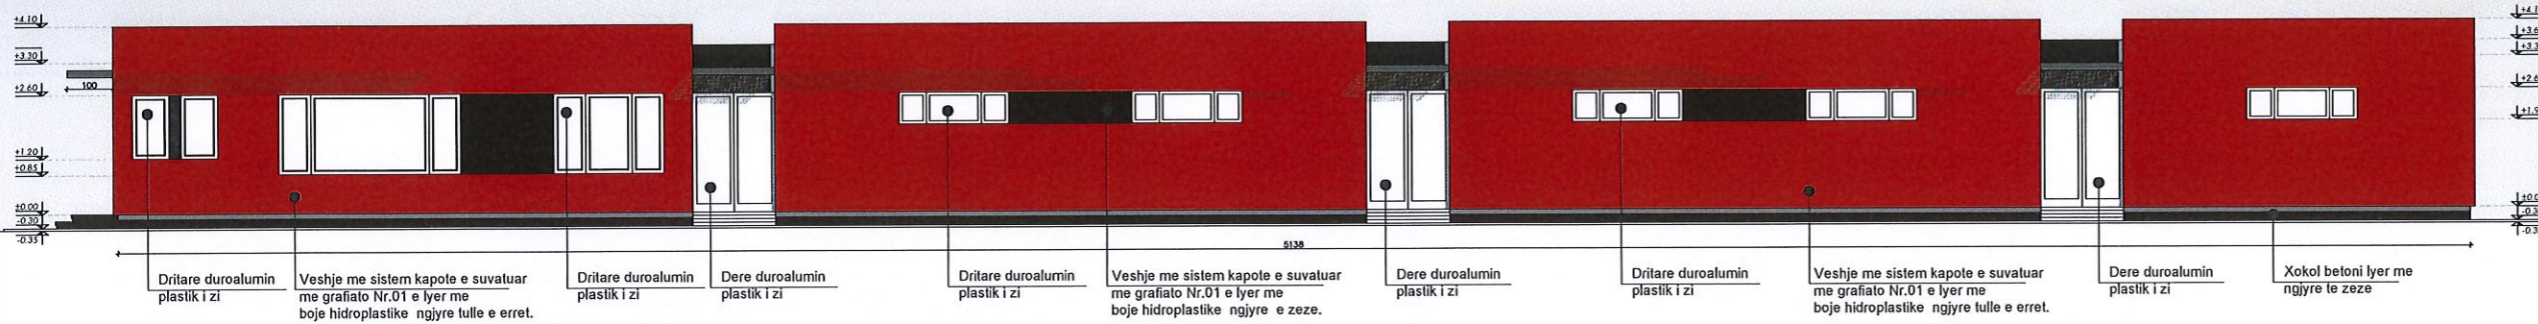 +4.10
+3.30
100
+2.60
+1.20
+0.85
±0.00
-0.30
-0.35
5138
Dritare duroalumin
plastik i zi
Veshje me sistem kapote e suvatuar
me grafiato Nr.01 e lyer me
boje hidroplastike ngjyre tulle e erret.
Dritare duroalumin
plastik i zi
Dere duroalumin
plastik i zi
Dritare duroalumin
plastik i zi
Veshje me sistem kapote e suvatuar
me grafiato Nr.01 e lyer me
boje hidroplastike ngjyre e zeze.
Dere duroalumin
plastik i zi
Dritare duroalumin
plastik i zi
Veshje me sistem kapote e suvatuar
me grafiato Nr.01 e lyer me
boje hidroplastike ngjyre tulle e erret.
Dere duroalumin
plastik i zi
Xokol betoni lyer me
ngjyre te zeze